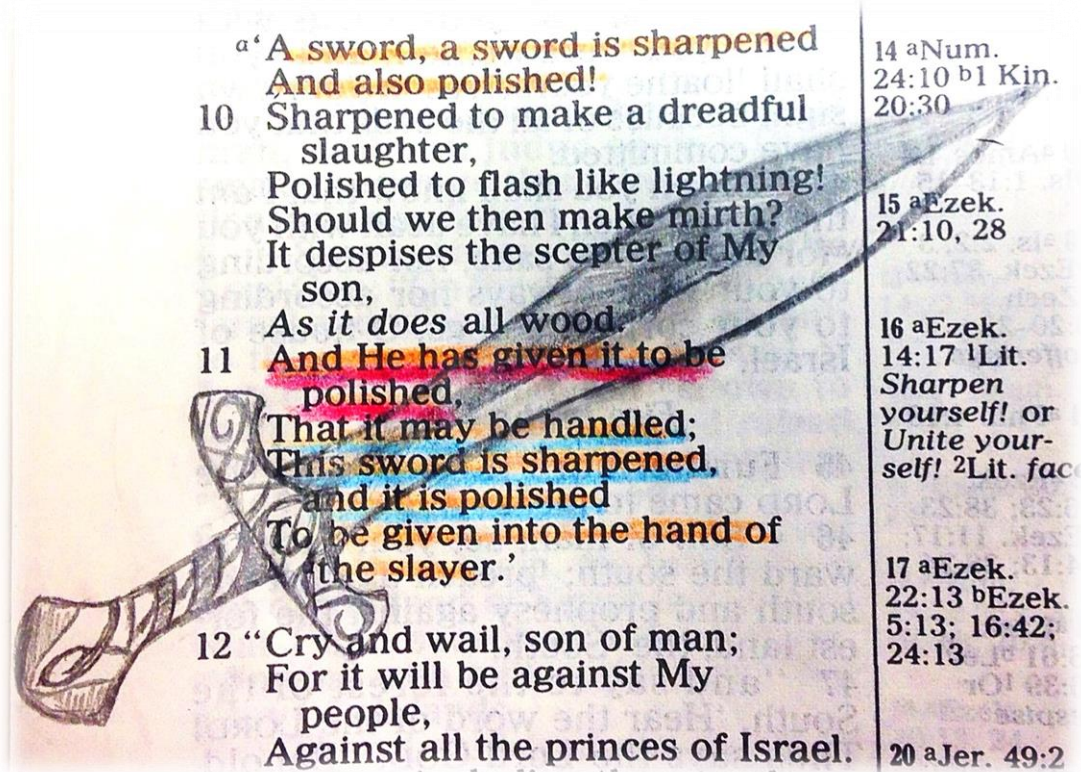 a‘A sword, a sword is sharpened
And also polished!
10 Sharpened to make a dreadful
slaughter,
Polished to flash like lightning!
Should we then make mirth?
It despises the scepter of My
son,
As it does all wood.
11 And He has given it to be
polished,
That it may be handled;
This sword is sharpened,
and it is polished
To be given into the hand of
athe slayer.’
12 “Cry and wail, son of man;
For it will be against My
people,
Against all the princes of Israel.
14 aNum.
24:10 b1 Kin.
20:30
15 aEzek.
21:10, 28
16 aEzek.
14:17 1Lit.
Sharpen
yourself! or
Unite your-
self! 2Lit.
17 aEzek.
22:13 bEzek.
5:13; 16:42;
24:13
20 aJer. 49:2